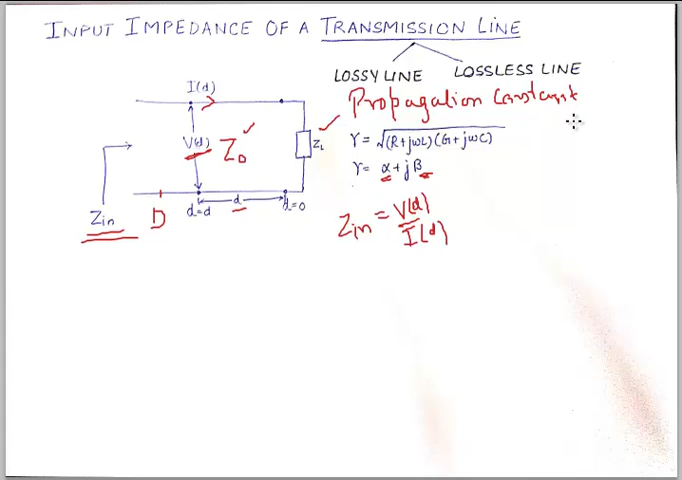 INPUT IMPEDANCE OF A TRANSMISSION LINE
LOSSY LINE LOSSLESS LINE
Propagation Constant
I(d)
V(d)
Z0
ZL
γ = √(R+jωL)(G+jωC)
γ = α + jβ
Zin
D
d=d
d
d=0
Zin = V(d)
I(d)